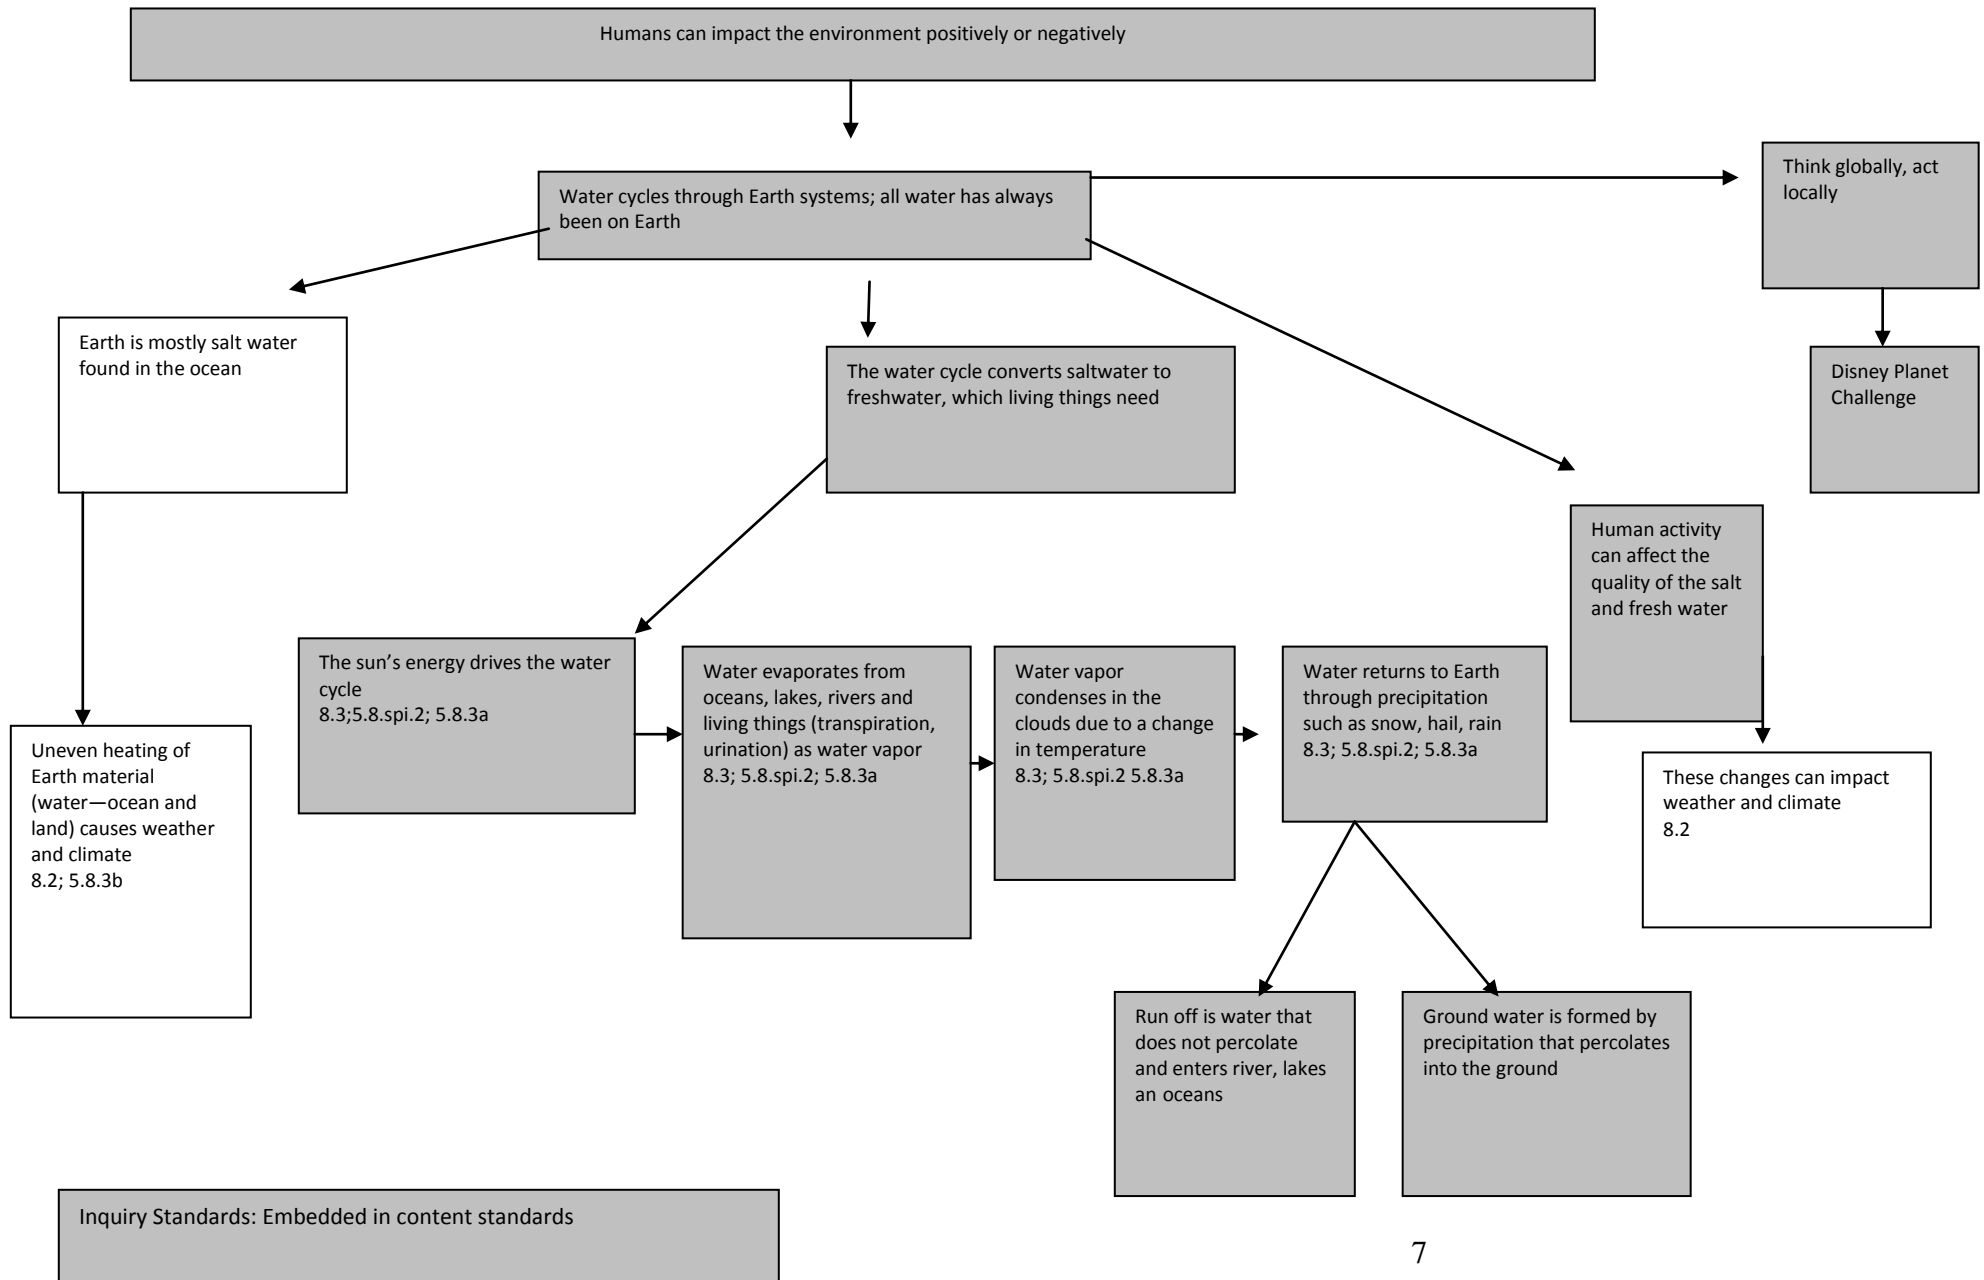 Humans can impact the environment positively or negatively
Water cycles through Earth systems; all water has always
been on Earth
Think globally, act
locally
Earth is mostly salt water
found in the ocean
The water cycle converts saltwater to
freshwater, which living things need
Disney Planet
Challenge
Human activity
can affect the
quality of the salt
and fresh water
The sun’s energy drives the water
cycle
8.3;5.8.spi.2; 5.8.3a
Water evaporates from
oceans, lakes, rivers and
living things (transpiration,
urination) as water vapor
8.3; 5.8.spi.2; 5.8.3a
Water vapor
condenses in the
clouds due to a change
in temperature
8.3; 5.8.spi.2 5.8.3a
Water returns to Earth
through precipitation
such as snow, hail, rain
8.3; 5.8.spi.2; 5.8.3a
Uneven heating of
Earth material
(water—ocean and
land) causes weather
and climate
8.2; 5.8.3b
These changes can impact
weather and climate
8.2
Run off is water that
does not percolate
and enters river, lakes
an oceans
Ground water is formed by
precipitation that percolates
into the ground
Inquiry Standards: Embedded in content standards
7